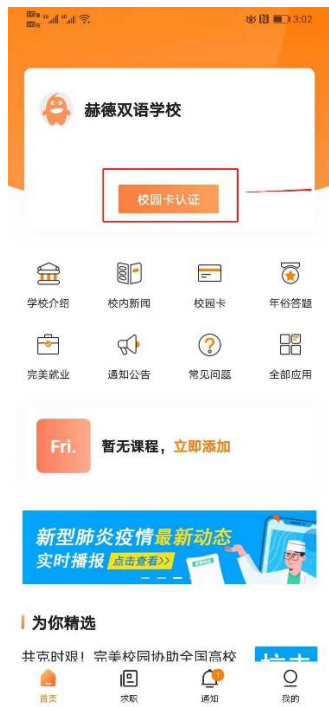 3:02
赫德双语学校
校园卡认证
学校介绍
校内新闻
校园卡
年俗答题
完美就业
通知公告
常见问题
全部应用
Fri.
暂无课程，立即添加
新型肺炎疫情最新动态
实时播报 点击查看>>
为你精选
共克时艰！完美校园协助全国高校
首页
求职
通知
我的